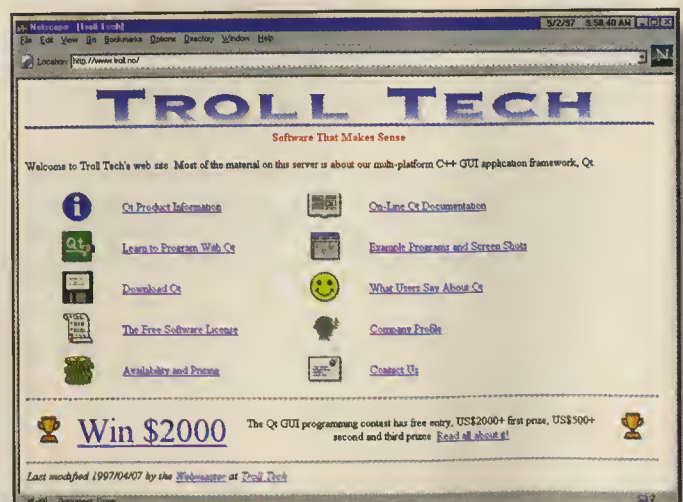 Netscape - [Troll Tech]
5/2/97 9:58:40 AM
File Edit View Go Bookmarks Options Directory Window Help
Location: http://www.troll.no/
N
TROLL TECH
Software That Makes Sense
Welcome to Troll Tech's web site. Most of the material on this server is about our multi-platform C++ GUI application framework, Qt.
Qt Product Information
On-Line Qt Documentation
Qt
Learn to Program With Qt
Example Programs and Screen Shots
Download Qt
What Users Say About Qt
The Free Software License
Company Profile
Availability and Pricing
Contact Us
Win $2000
The Qt GUI programming contest has free entry, US$2000+ first prize, US$500+
second and third prizes. Read all about it!
Last modified 1997/04/07 by the Webmaster at Troll Tech
Document: Done